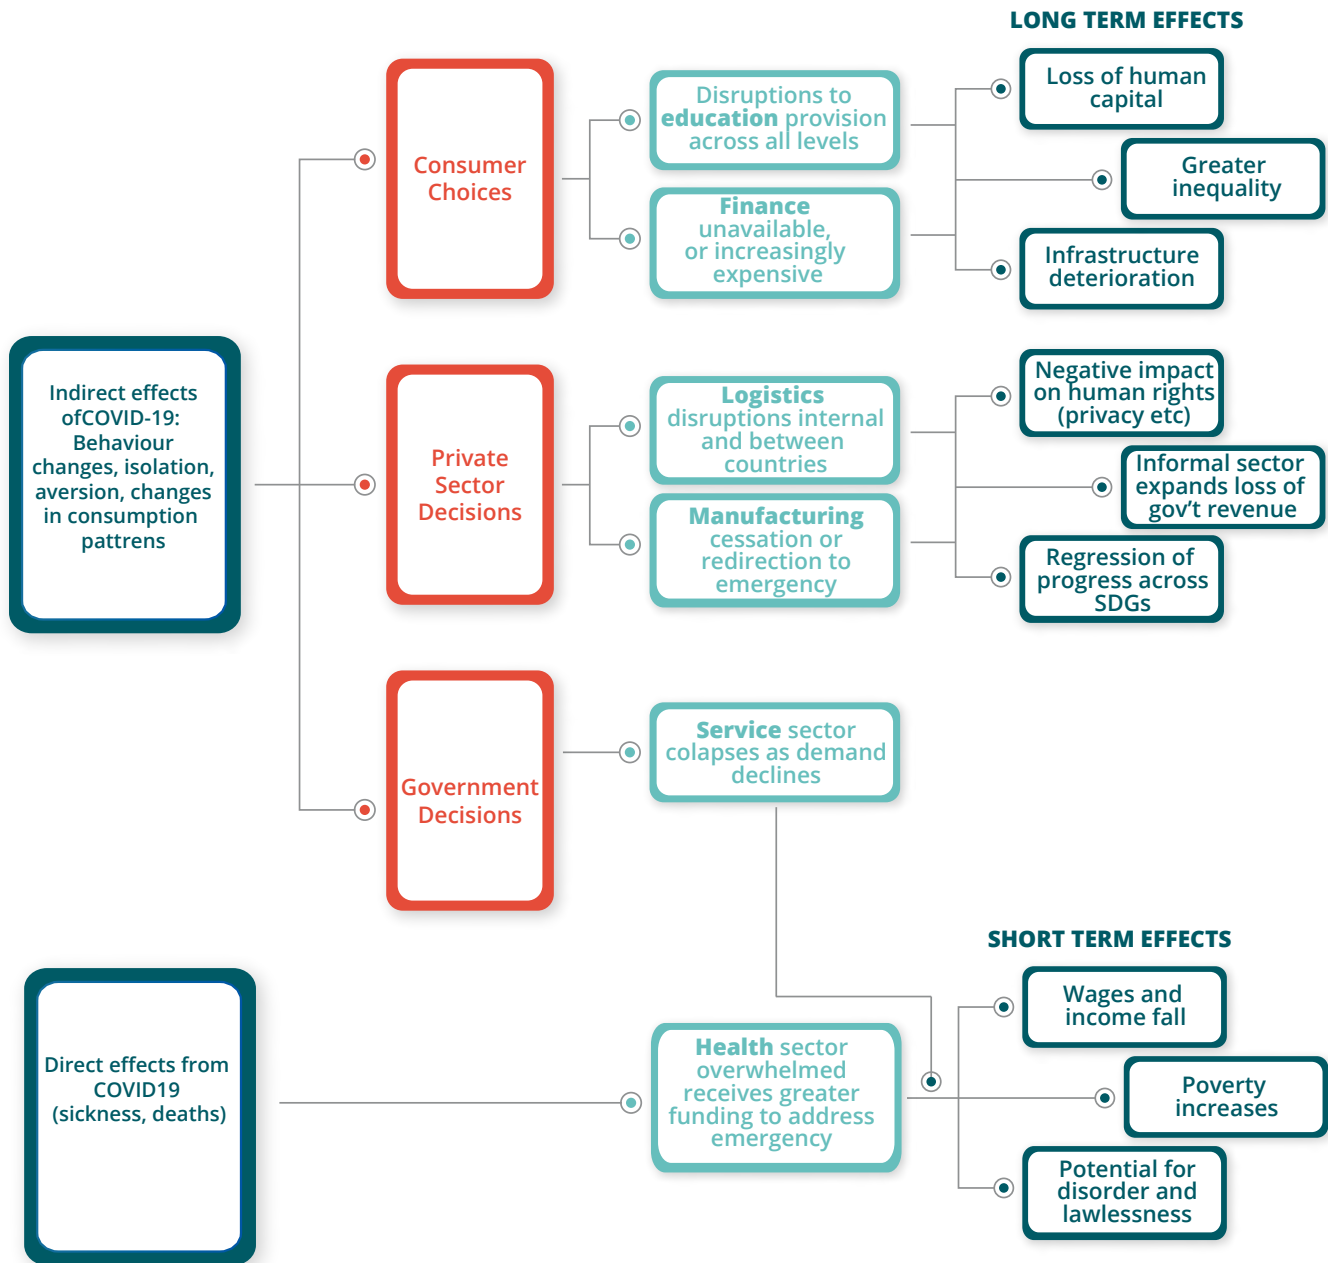 LONG TERM EFFECTS
Indirect effects
ofCOVID-19:
Behaviour
changes, isolation,
aversion, changes
in consumption
pattrens
Consumer
Choices
Disruptions to
education provision
across all levels
Finance
unavailable,
or increasingly
expensive
Loss of human
capital
Greater
inequality
Infrastructure
deterioration
Private
Sector
Decisions
Logistics
disruptions internal
and between
countries
Manufacturing
cessation or
redirection to
emergency
Negative impact
on human rights
(privacy etc)
Informal sector
expands loss of
gov’t revenue
Regression of
progress across
SDGs
Government
Decisions
Service sector
colapses as demand
declines
SHORT TERM EFFECTS
Direct effects from
COVID19
(sickness, deaths)
Health sector
overwhelmed
receives greater
funding to address
emergency
Wages and
income fall
Poverty
increases
Potential for
disorder and
lawlessness